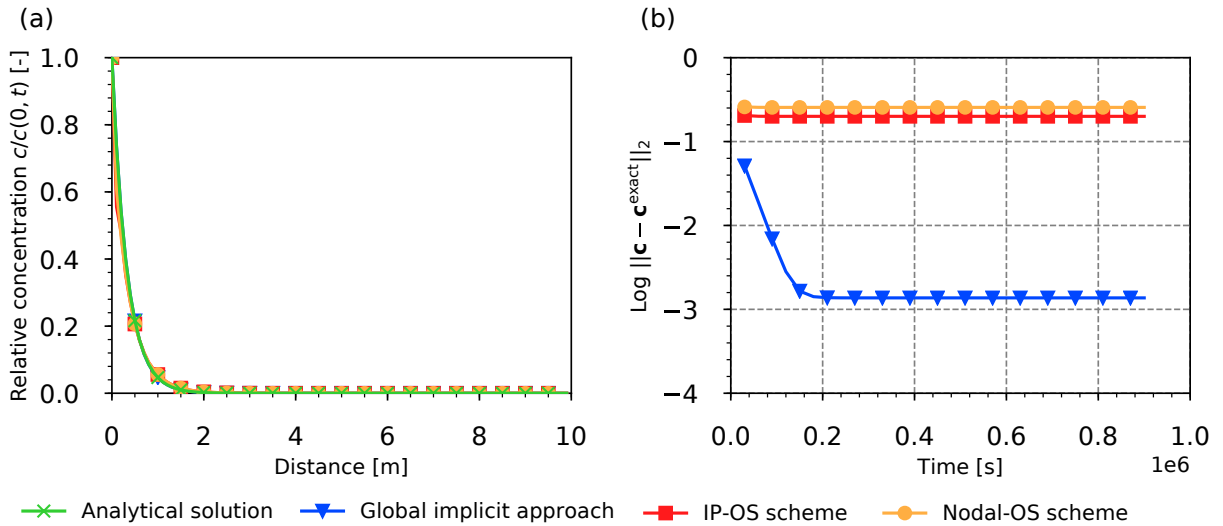 (a)
Relative concentration c/c(0, t) [-]
1.0
0.8
0.6
0.4
0.2
0.0
0 2 4 6 8 10
Distance [m]
(b)
Log ||c − c^exact||₂
0
−1
−2
−3
−4
0.0 0.2 0.4 0.6 0.8 1.0
Time [s]
1e6
Analytical solution Global implicit approach IP-OS scheme Nodal-OS scheme